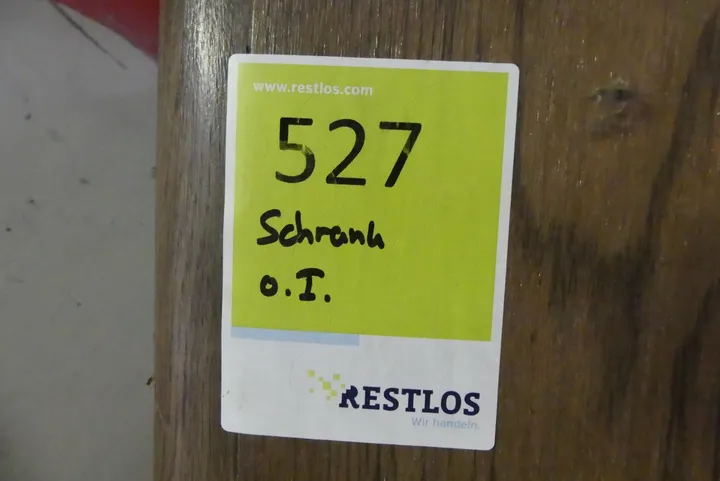 www.restlos.com
527
Schrank
o.I.
RESTLOS
Wir handeln.